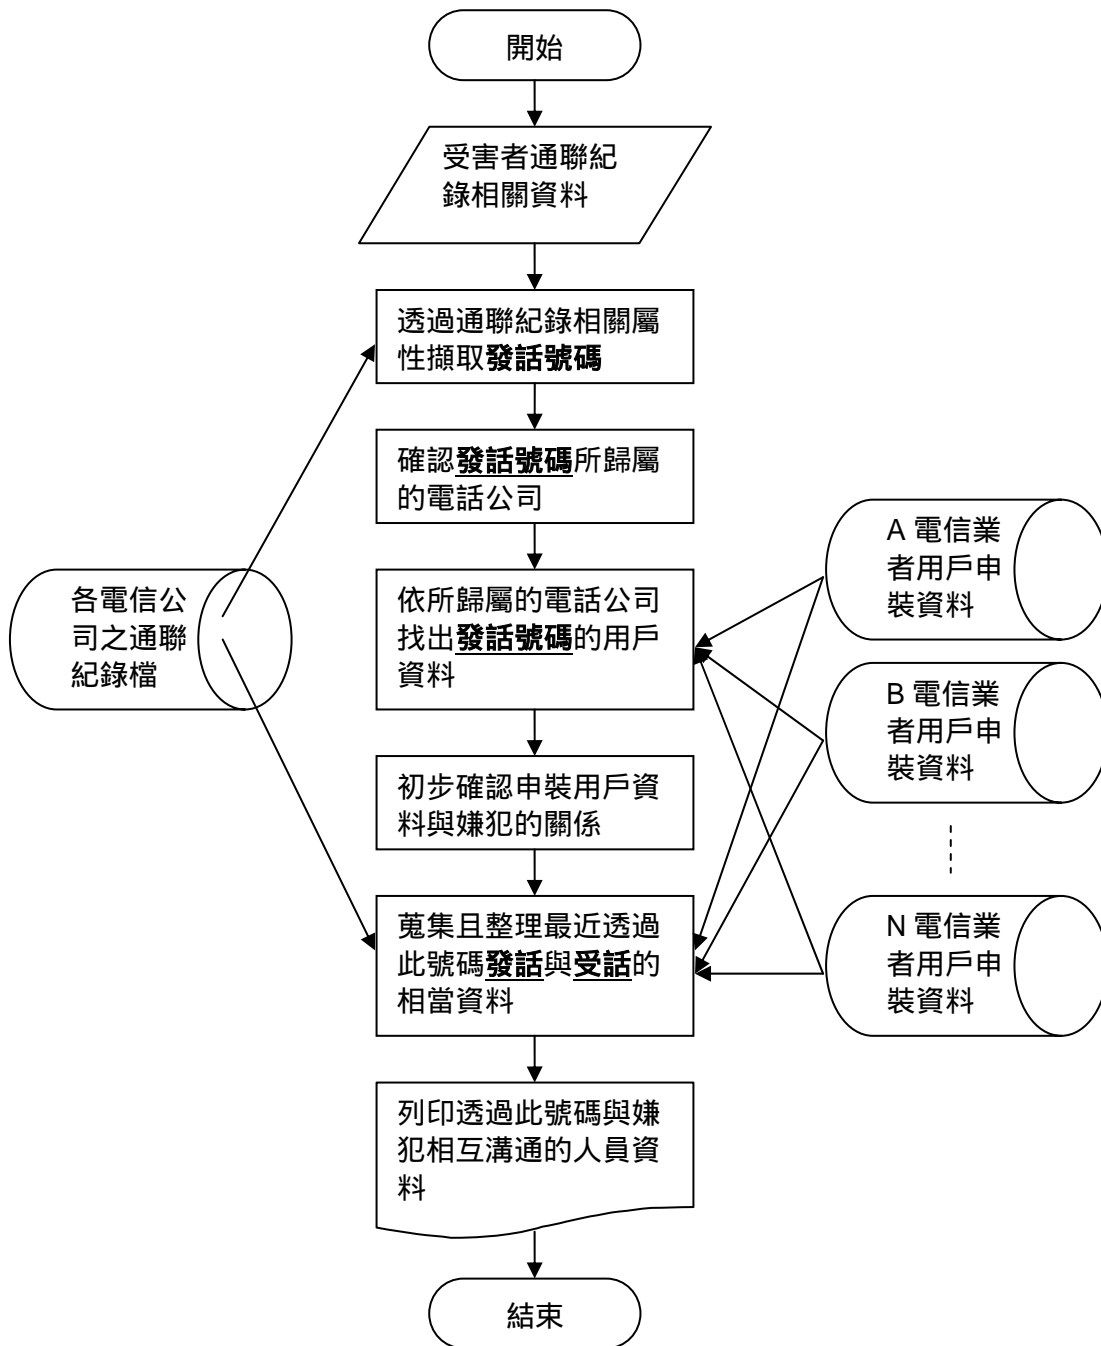 開始
受害者通聯紀
錄相關資料
透過通聯紀錄相關屬
性擷取發話號碼
確認發話號碼所歸屬
的電話公司
各電信公
司之通聯
紀錄檔
依所歸屬的電話公司
找出發話號碼的用戶
資料
A 電信業
者用戶申
裝資料
B 電信業
者用戶申
裝資料
初步確認申裝用戶資
料與嫌犯的關係
蒐集且整理最近透過
此號碼發話與受話的
相當資料
N 電信業
者用戶申
裝資料
列印透過此號碼與嫌
犯相互溝通的人員資
料
結束